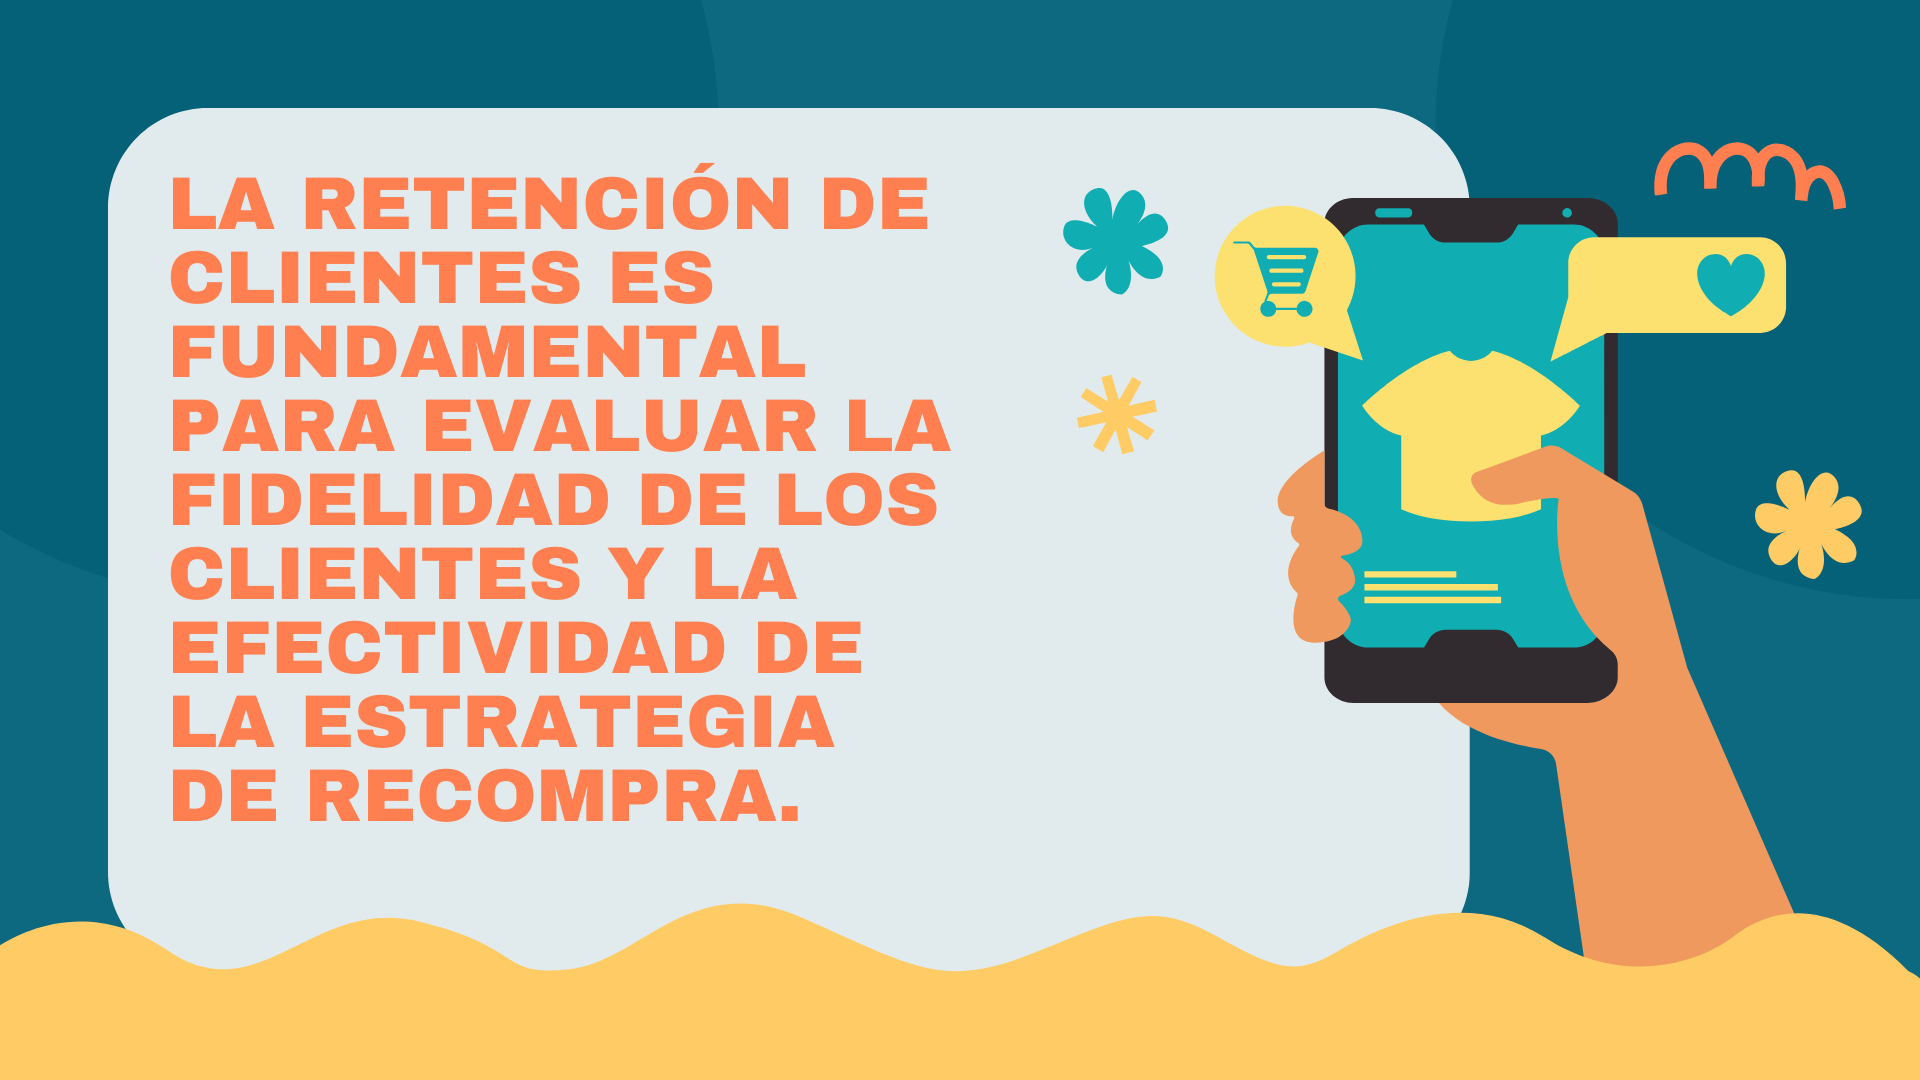 LA RETENCIÓN DE
CLIENTES ES
FUNDAMENTAL
PARA EVALUAR LA
FIDELIDAD DE LOS
CLIENTES Y LA
EFECTIVIDAD DE
LA ESTRATEGIA
DE RECOMPRA.